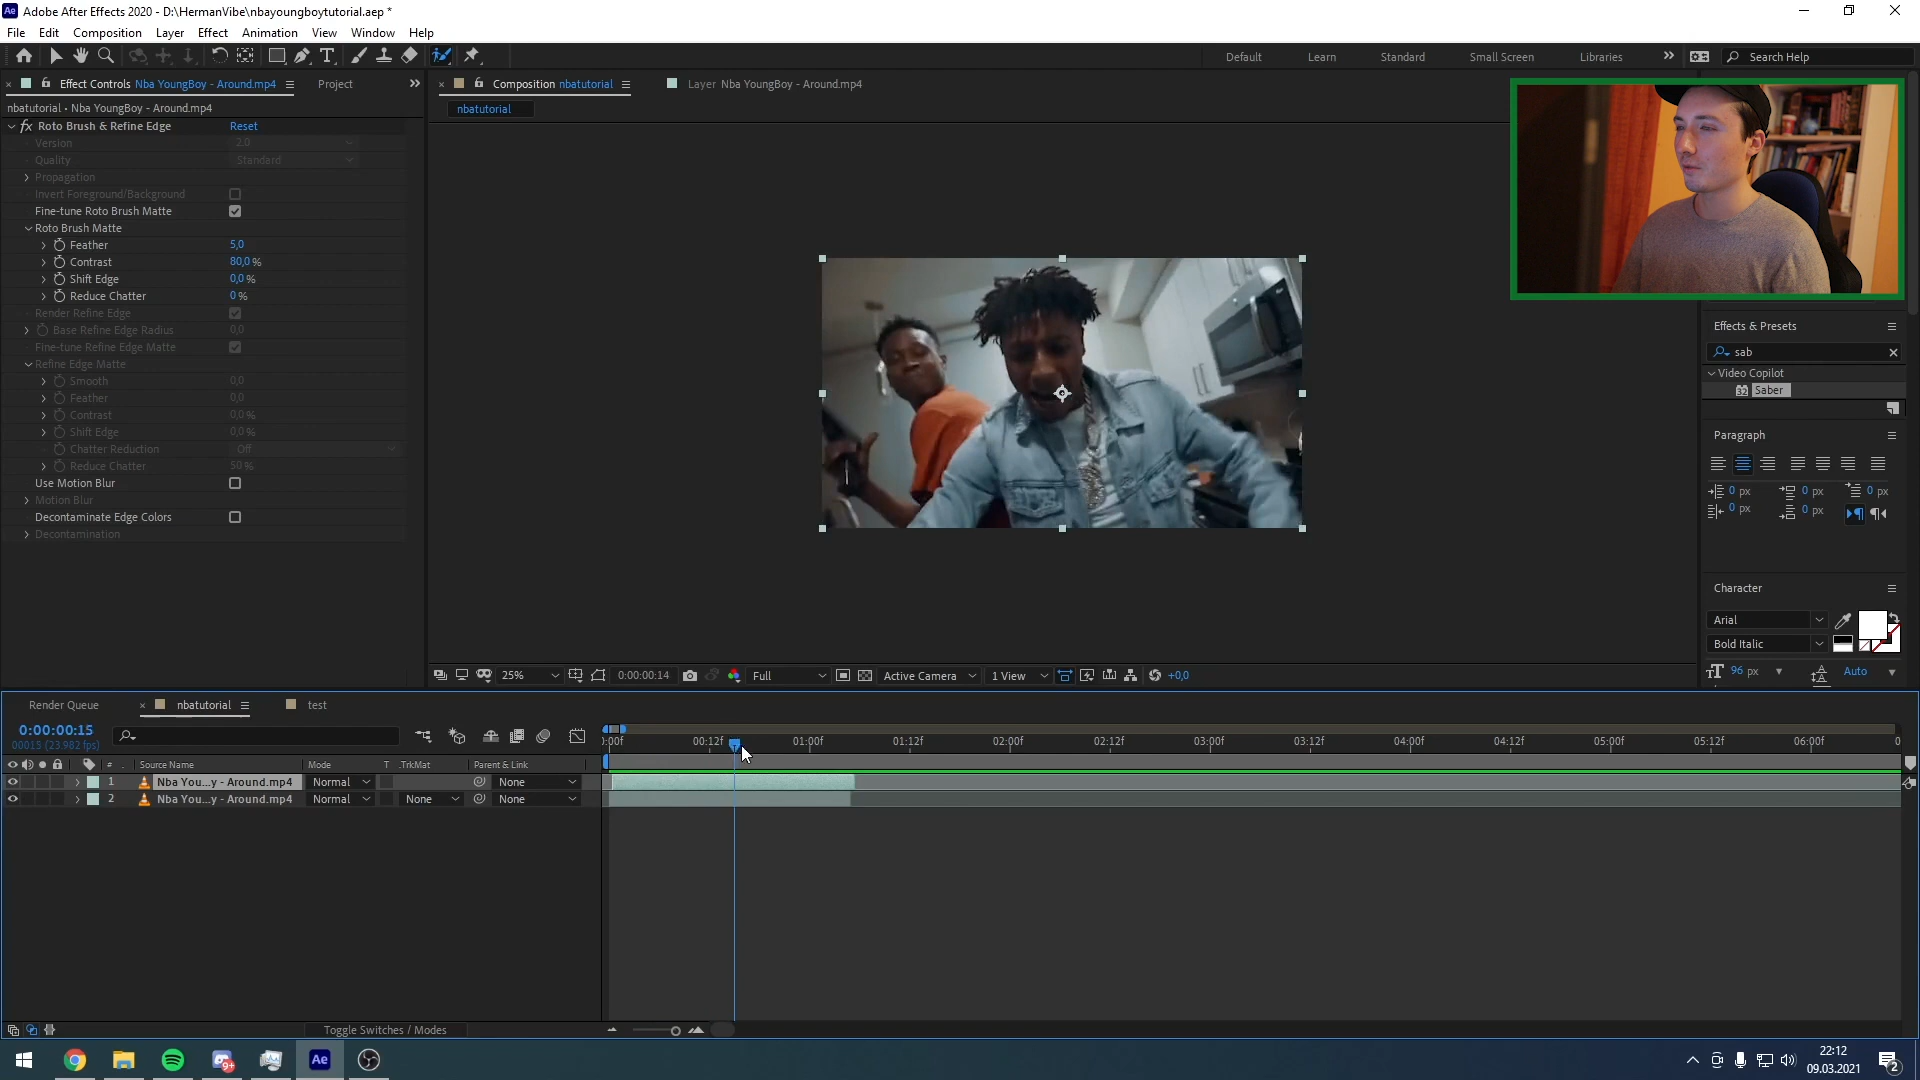 Ae Adobe After Effects 2020 - D:\HermanVibe\nbayoungboytutorial.aep *
File Edit Composition Layer Effect Animation View Window Help
Default Learn Standard Small Screen Libraries Search Help
Effect Controls Nba YoungBoy - Around.mp4 Project
Composition nbatutorial
Layer Nba YoungBoy - Around.mp4
nbatutorial • Nba YoungBoy - Around.mp4
nbatutorial
fx Roto Brush & Refine Edge Reset
Version 2.0
Quality Standard
Propagation
Invert Foreground/Background
Fine-tune Roto Brush Matte
Roto Brush Matte
Feather 5,0
Contrast 80,0 %
Shift Edge 0,0 %
Reduce Chatter 0 %
Render Refine Edge
Base Refine Edge Radius 0,0
Fine-tune Refine Edge Matte
Refine Edge Matte
Smooth 0,0
Feather 0,0
Contrast 0,0 %
Shift Edge 0,0 %
Chatter Reduction Off
Reduce Chatter 50 %
Use Motion Blur
Motion Blur
Decontaminate Edge Colors
Decontamination
Effects & Presets
sab
Video Copilot
32 Saber
Paragraph
0 px 0 px 0 px
0 px 0 px
Character
Arial
Bold Italic
96 px Auto
25% 0:00:00:14 Full Active Camera 1 View +0,0
Render Queue nbatutorial test
0:00:00:15
00015 (23.982 fps)
:00f 00:12f 01:00f 01:12f 02:00f 02:12f 03:00f 03:12f 04:00f 04:12f 05:00f 05:12f 06:00f 0
# Source Name Mode T .TrkMat Parent & Link
1 Nba You...y - Around.mp4 Normal None
2 Nba You...y - Around.mp4 Normal None None
Toggle Switches / Modes
9+ Ae
22:12
09.03.2021
2